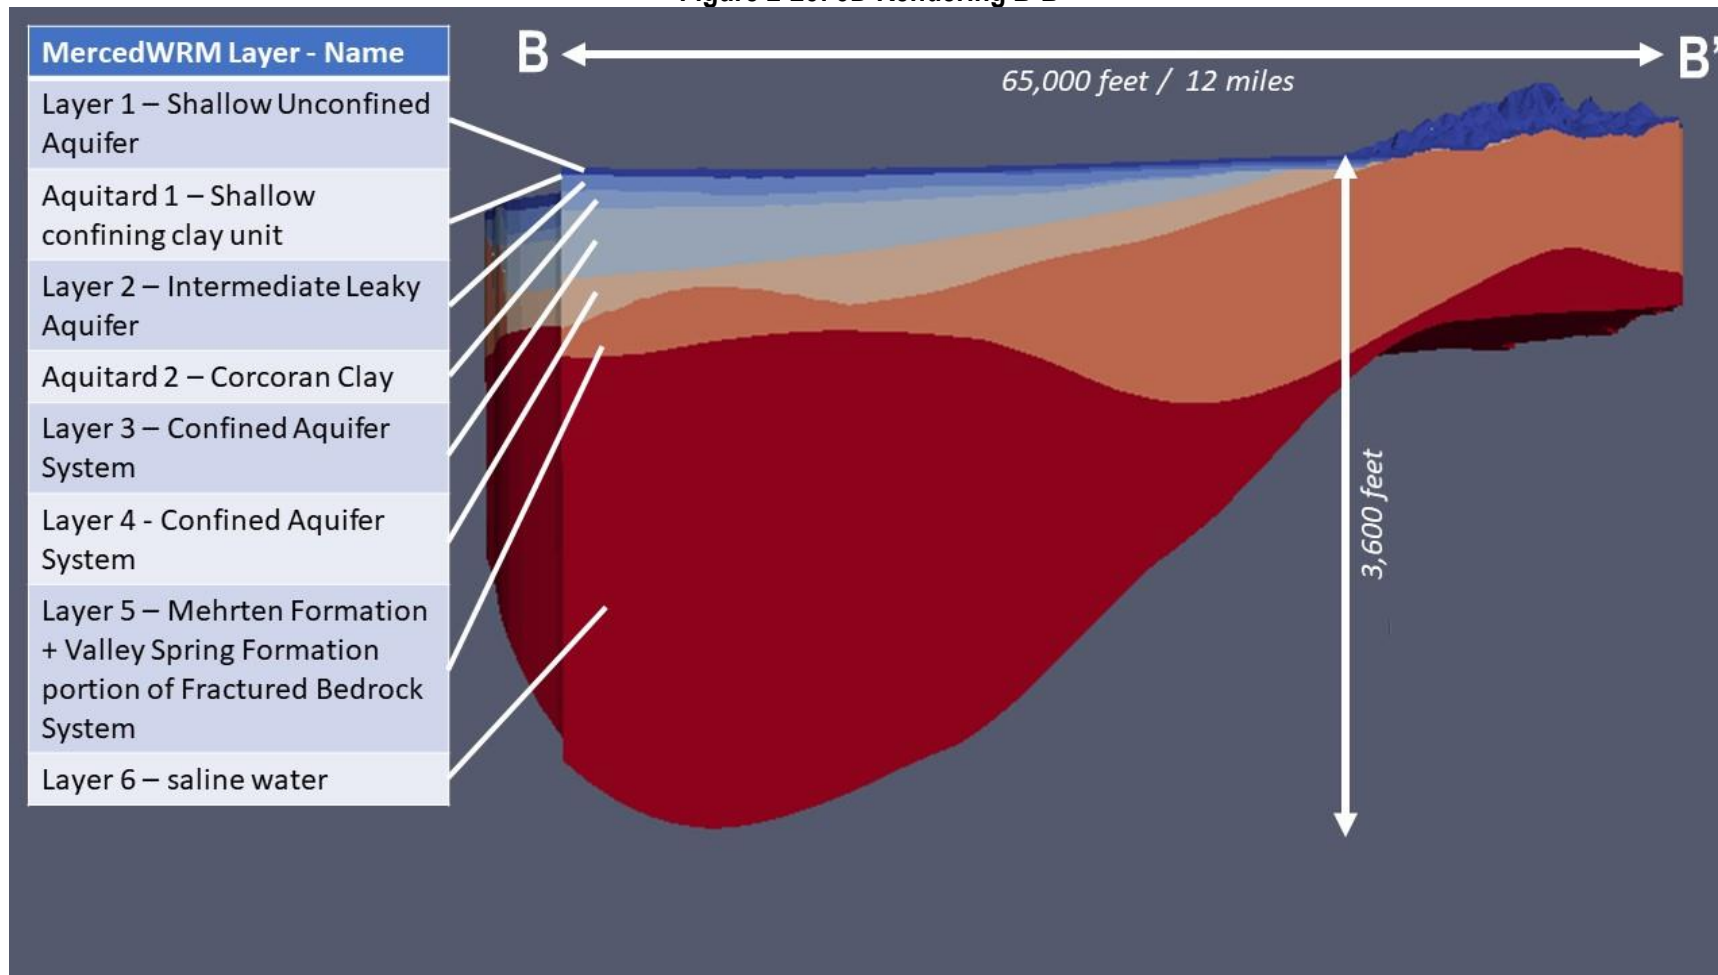 MercedWRM Layer - Name
Layer 1 – Shallow Unconfined
Aquifer
Aquitard 1 – Shallow
confining clay unit
Layer 2 – Intermediate Leaky
Aquifer
Aquitard 2 – Corcoran Clay
Layer 3 – Confined Aquifer
System
Layer 4 - Confined Aquifer
System
Layer 5 – Mehrten Formation
+ Valley Spring Formation
portion of Fractured Bedrock
System
Layer 6 – saline water
B
B'
65,000 feet / 12 miles
3,600 feet